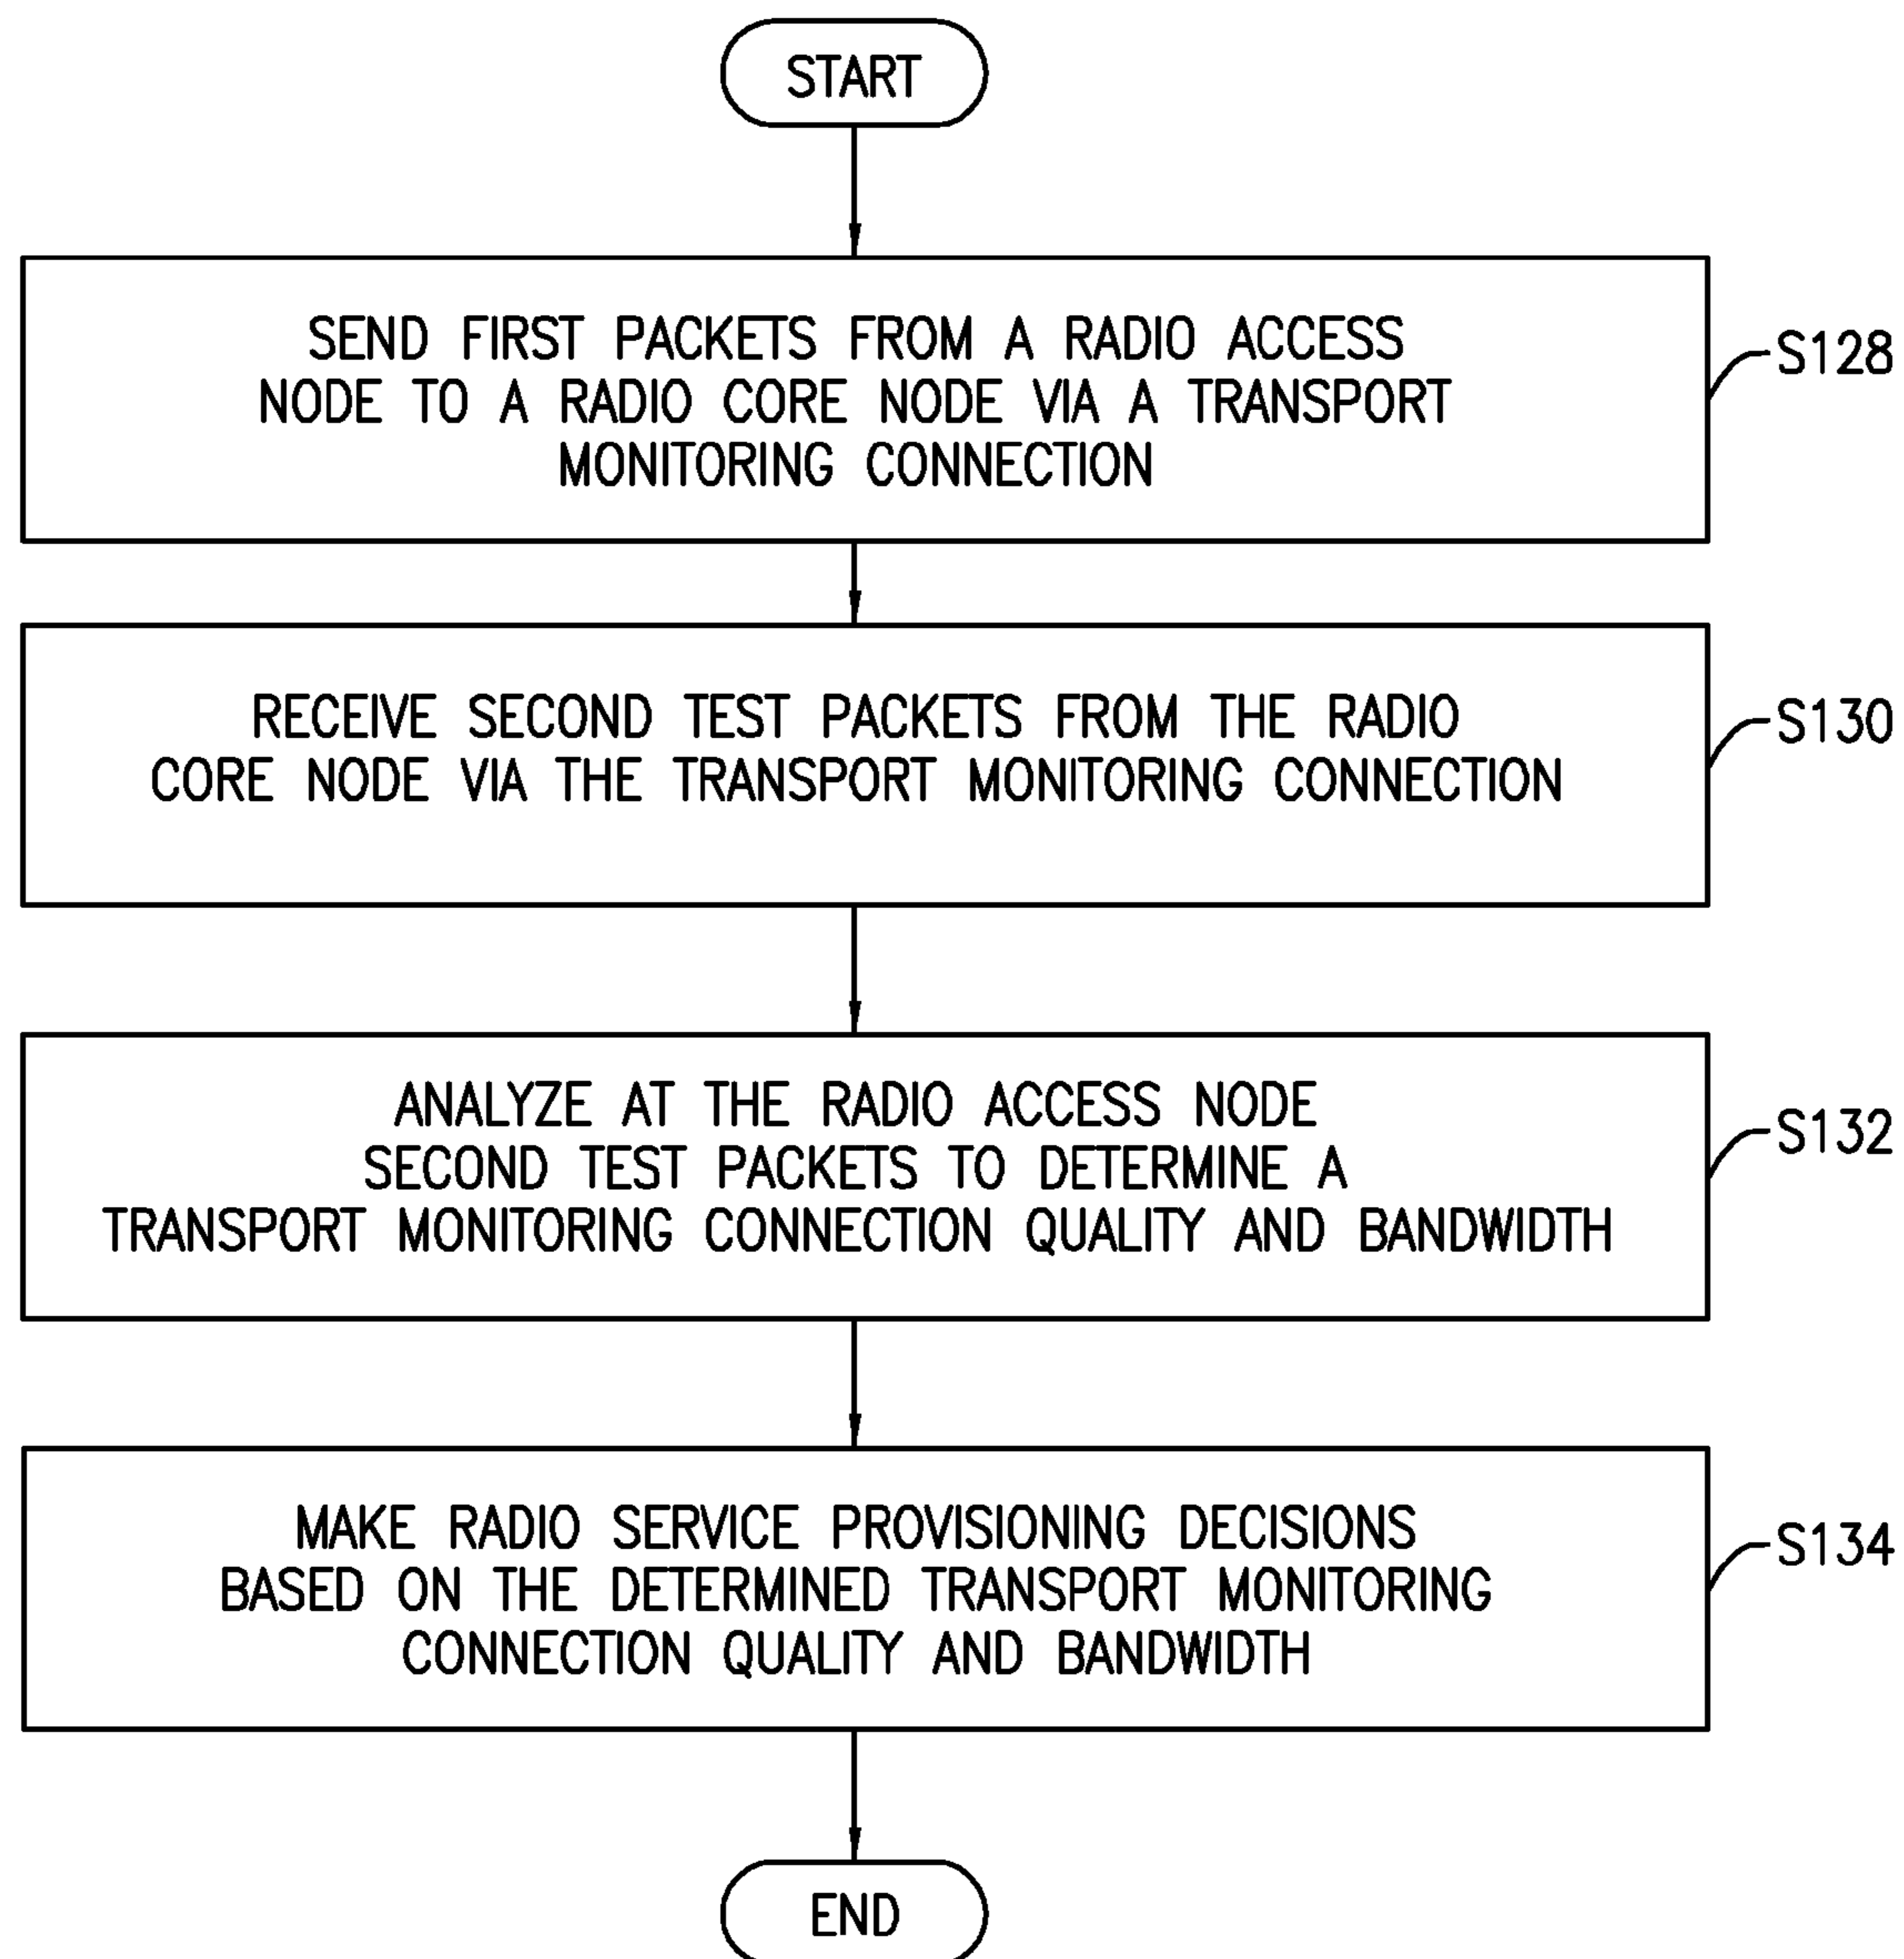 START
SEND FIRST PACKETS FROM A RADIO ACCESS
NODE TO A RADIO CORE NODE VIA A TRANSPORT
MONITORING CONNECTION
S128
RECEIVE SECOND TEST PACKETS FROM THE RADIO
CORE NODE VIA THE TRANSPORT MONITORING CONNECTION
S130
ANALYZE AT THE RADIO ACCESS NODE
SECOND TEST PACKETS TO DETERMINE A
TRANSPORT MONITORING CONNECTION QUALITY AND BANDWIDTH
S132
MAKE RADIO SERVICE PROVISIONING DECISIONS
BASED ON THE DETERMINED TRANSPORT MONITORING
CONNECTION QUALITY AND BANDWIDTH
S134
END